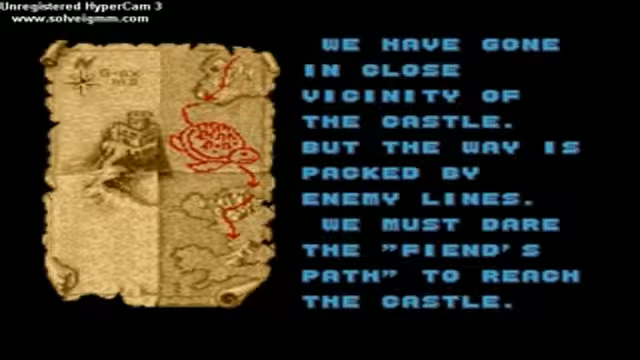 Unregistered HyperCam 3
www.solveigmm.com
WE HAVE GONE
IN CLOSE
VICINITY OF
THE CASTLE.
BUT THE WAY IS
PACKED BY
ENEMY LINES.
WE MUST DARE
THE "FIEND'S
PATH" TO REACH
THE CASTLE.